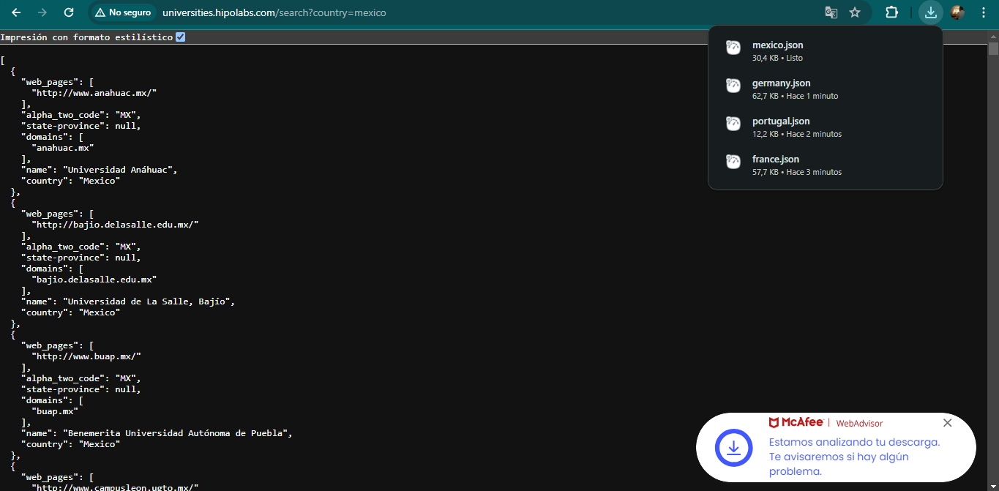 No seguro
universities.hipolabs.com/search?country=mexico
Impresión con formato estilístico
[
  {
    "web_pages": [
      "http://www.anahuac.mx/"
    ],
    "alpha_two_code": "MX",
    "state-province": null,
    "domains": [
      "anahuac.mx"
    ],
    "name": "Universidad Anáhuac",
    "country": "Mexico"
  },
  {
    "web_pages": [
      "http://bajio.delasalle.edu.mx/"
    ],
    "alpha_two_code": "MX",
    "state-province": null,
    "domains": [
      "bajio.delasalle.edu.mx"
    ],
    "name": "Universidad de La Salle, Bajío",
    "country": "Mexico"
  },
  {
    "web_pages": [
      "http://www.buap.mx/"
    ],
    "alpha_two_code": "MX",
    "state-province": null,
    "domains": [
      "buap.mx"
    ],
    "name": "Benemerita Universidad Autónoma de Puebla",
    "country": "Mexico"
  },
  {
    "web_pages": [
      "http://www.campusleon.ugto.mx/"
mexico.json
30,4 KB • Listo
germany.json
62,7 KB • Hace 1 minuto
portugal.json
12,2 KB • Hace 2 minutos
france.json
57,7 KB • Hace 3 minutos
McAfee | WebAdvisor
Estamos analizando tu descarga.
Te avisaremos si hay algún
problema.